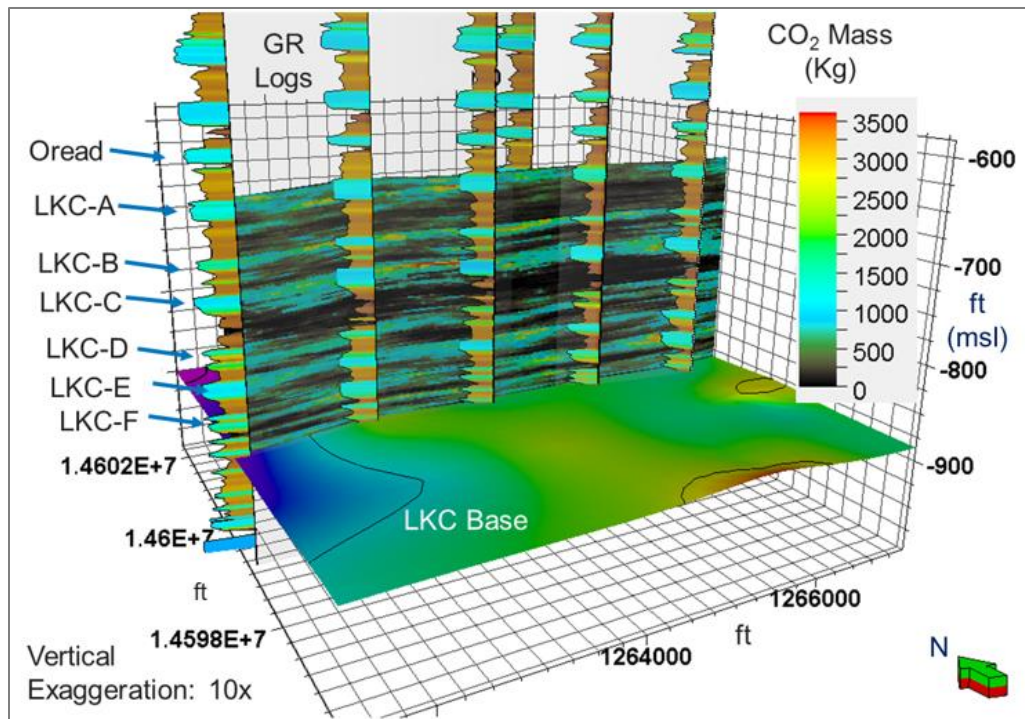 GR
Logs
CO₂ Mass
(Kg)
3500
3000
2500
2000
1500
1000
500
0
Oread
LKC-A
LKC-B
LKC-C
LKC-D
LKC-E
LKC-F
-600
-700
ft
(msl)
-800
-900
1.4602E+7
1.46E+7
ft
1.4598E+7
LKC Base
1266000
ft
1264000
Vertical
Exaggeration: 10x
N